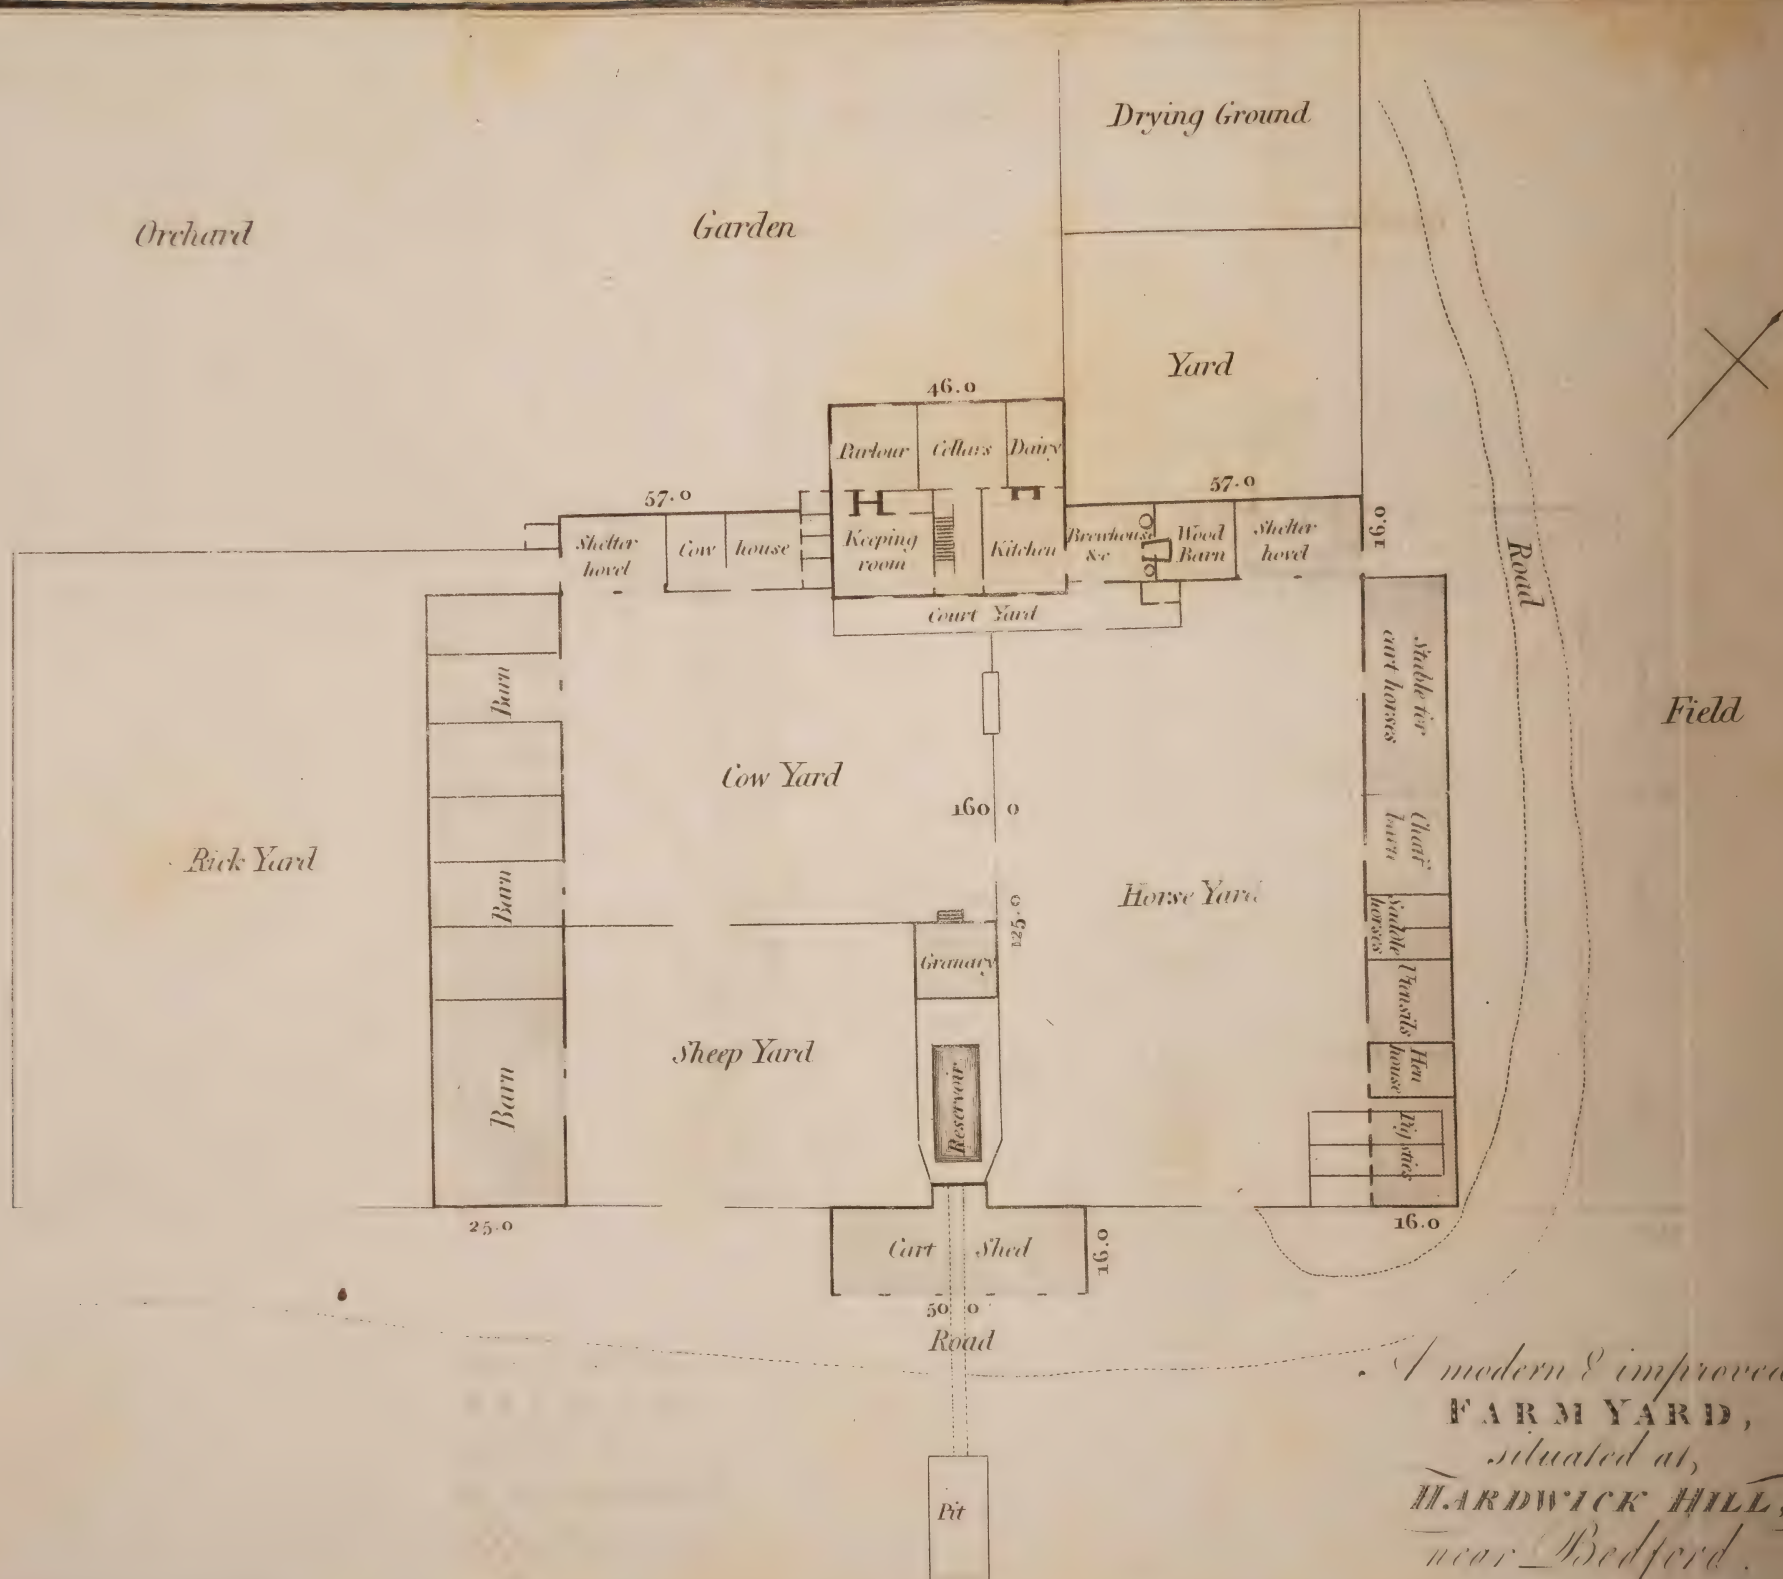 Drying Ground
Orchard
Garden
Yard
46.0
Parlour
Cellars
Dairy
57.0
57.0
16.0
Shelter
hovel
Cow house
Keeping
room
Kitchen
Brewhouse
&c
Wood
Barn
Shelter
hovel
Road
Court Yard
Stable for
cart horses
Field
Barn
Cow Yard
160 0
Chaff
barn
Rick Yard
Barn
Horse Yard
125.0
Saddle
horses
Granary
Utensils
Sheep Yard
Reservoir
Hen
house
Barn
Pig sties
25.0
16.0
Cart Shed
16.0
50 0
Road
A modern & improved
FARM YARD,
situated at,
HARDWICK HILL,
near Bedford.
Pit